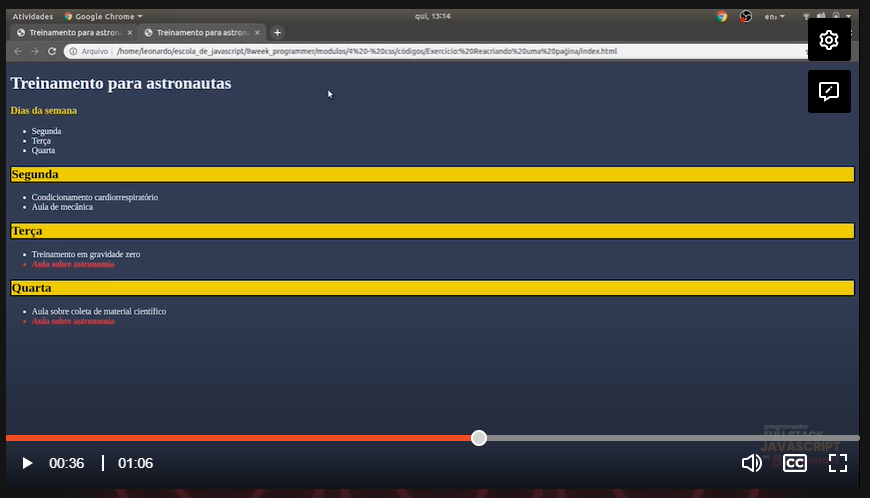 Atividades
Google Chrome
qui, 13:14
en₂
Treinamento para astron
Treinamento para astron
Arquivo
/home/leonardo/escola_de_javascript/8week_programmer/modulos/4%20-%20css/códigos/Exercício:%20Reacriando%20uma%20pagina/index.html
Treinamento para astronautas
Dias da semana
Segunda
Terça
Quarta
Segunda
Condicionamento cardiorrespiratório
Aula de mecânica
Terça
Treinamento em gravidade zero
Aula sobre astronomia
Quarta
Aula sobre coleta de material científico
Aula sobre astronomia
programador
FULL STACK
JAVASCRIPT
00:36
01:06
CC